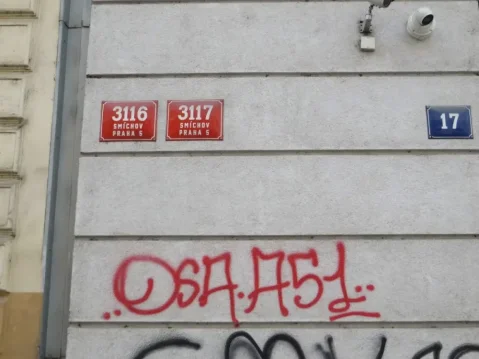 3116
SMÍCHOV
PRAHA 5
3117
SMÍCHOV
PRAHA 5
17
OSA.A51